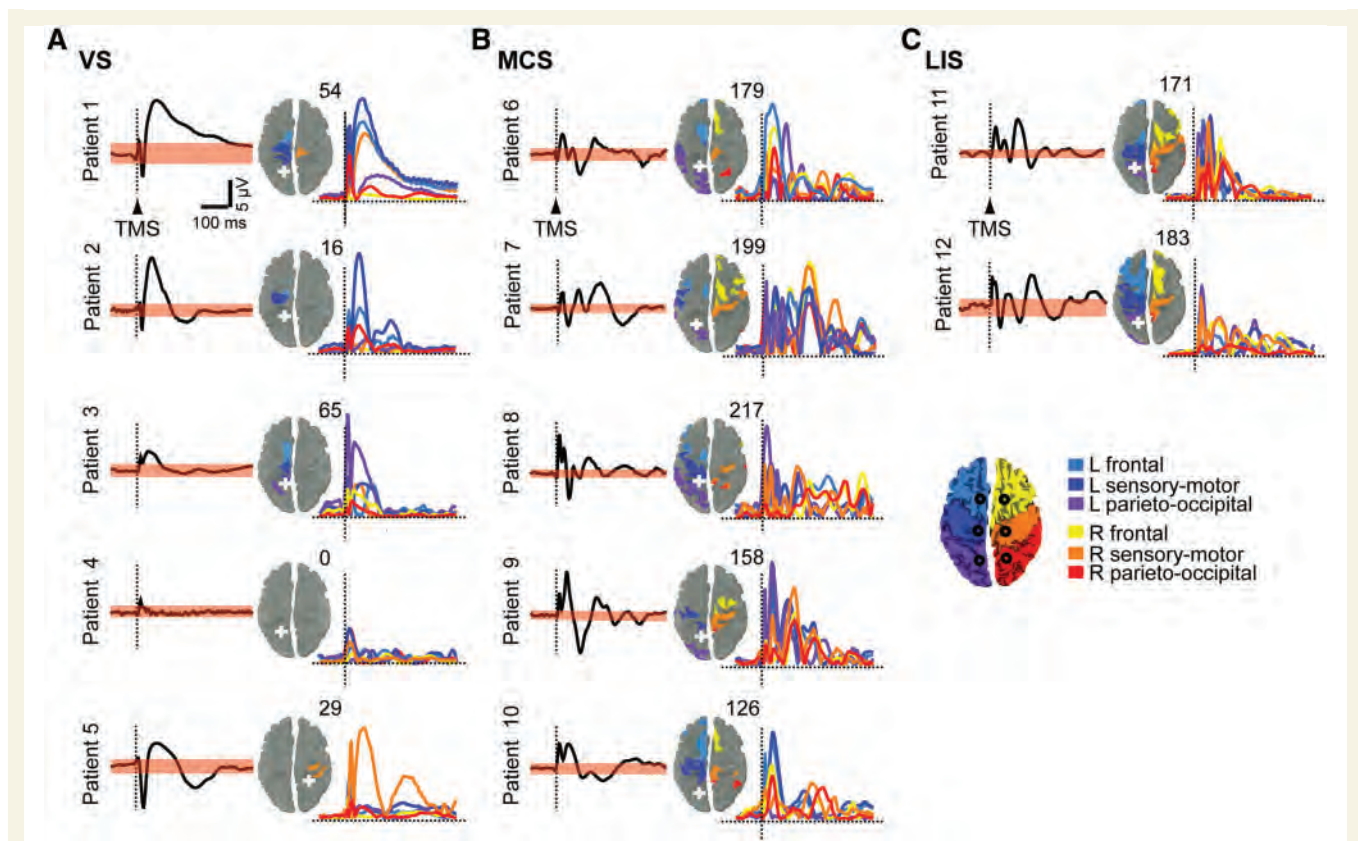 A
VS
B
MCS
C
LIS
Patient 1
54
5 µV
100 ms
TMS
Patient 2
16
Patient 3
65
Patient 4
0
Patient 5
29
Patient 6
179
TMS
Patient 7
199
Patient 8
217
Patient 9
158
Patient 10
126
Patient 11
171
TMS
Patient 12
183
L frontal
L sensory-motor
L parieto-occipital
R frontal
R sensory-motor
R parieto-occipital